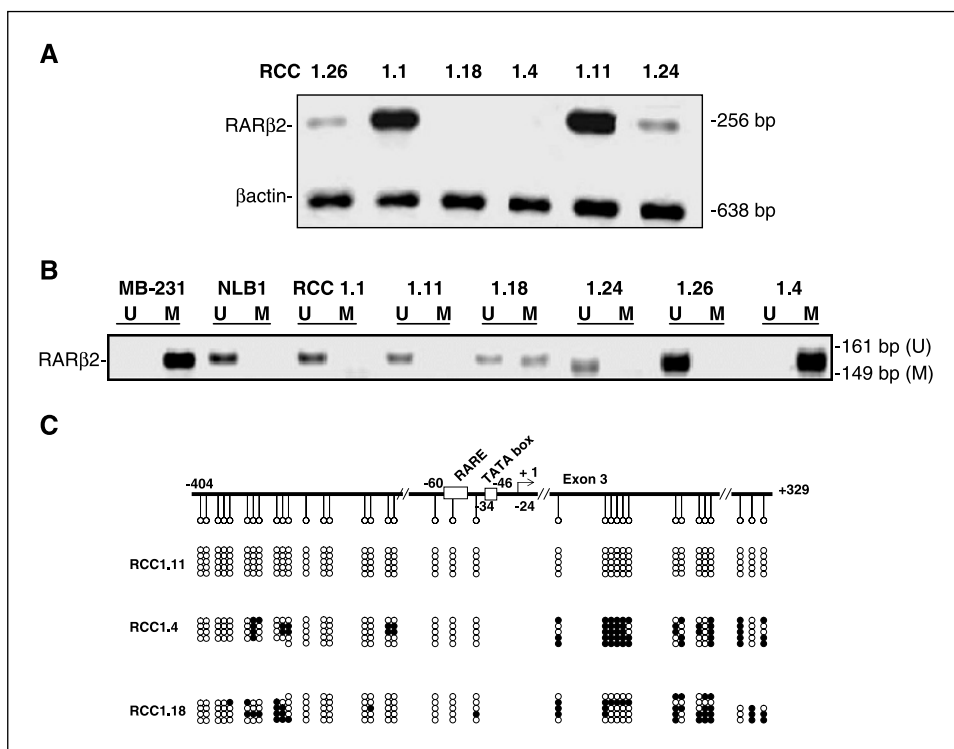 A
RCC 1.26 1.1 1.18 1.4 1.11 1.24
RARβ2- -256 bp
βactin- -638 bp
B
MB-231 NLB1 RCC 1.1 1.11 1.18 1.24 1.26 1.4
U M U M U M U M U M U M U M U M
RARβ2- -161 bp (U)
-149 bp (M)
C
RARE TATA box
-404 -60 -46 + 1 Exon 3 +329
-34 -24
RCC1.11
RCC1.4
RCC1.18